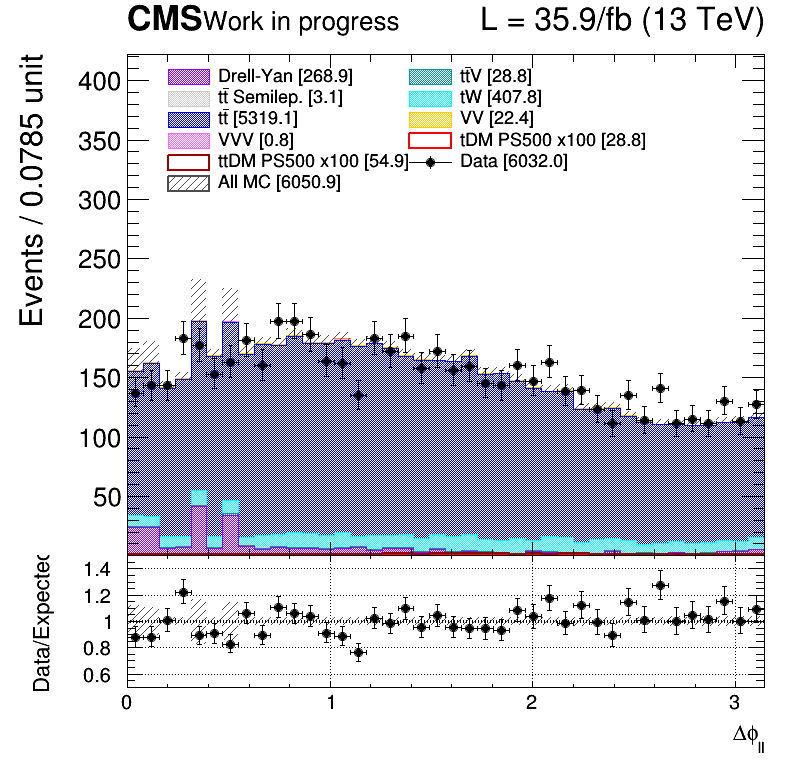 CMS Work in progress L = 35.9/fb (13 TeV)
Events / 0.0785 unit
400
350
300
250
200
150
100
50
Drell-Yan [268.9] tt̄V [28.8]
tt̄ Semilep. [3.1] tW [407.8]
tt̄ [5319.1] VV [22.4]
VVV [0.8] tDM PS500 x100 [28.8]
ttDM PS500 x100 [54.9] Data [6032.0]
All MC [6050.9]
Data/Expected
1.4
1.2
1
0.8
0.6
0 1 2 3
Δϕll